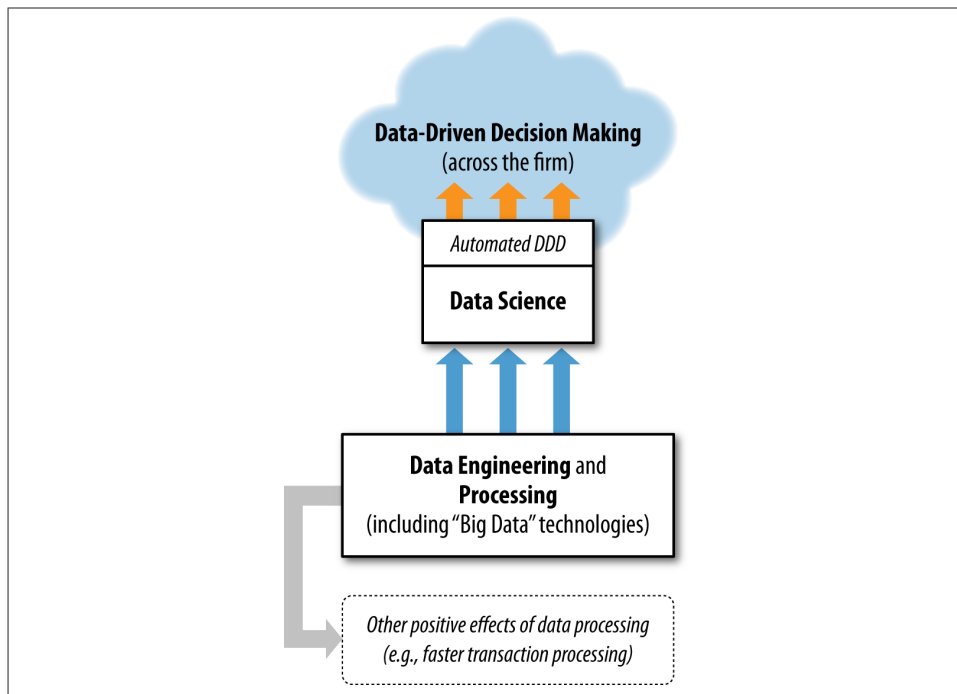 Data-Driven Decision Making
(across the firm)
Automated DDD
Data Science
Data Engineering and
Processing
(including “Big Data” technologies)
Other positive effects of data processing
(e.g., faster transaction processing)